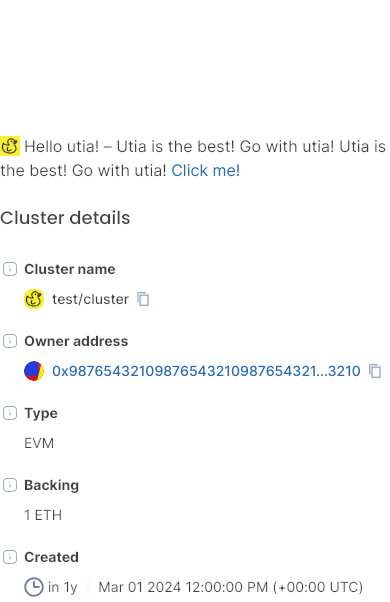 Hello utia! – Utia is the best! Go with utia! Utia is
the best! Go with utia! Click me!
Cluster details
Cluster name
test/cluster
Owner address
0x98765432109876543210987654321...3210
Type
EVM
Backing
1 ETH
Created
in 1y Mar 01 2024 12:00:00 PM (+00:00 UTC)